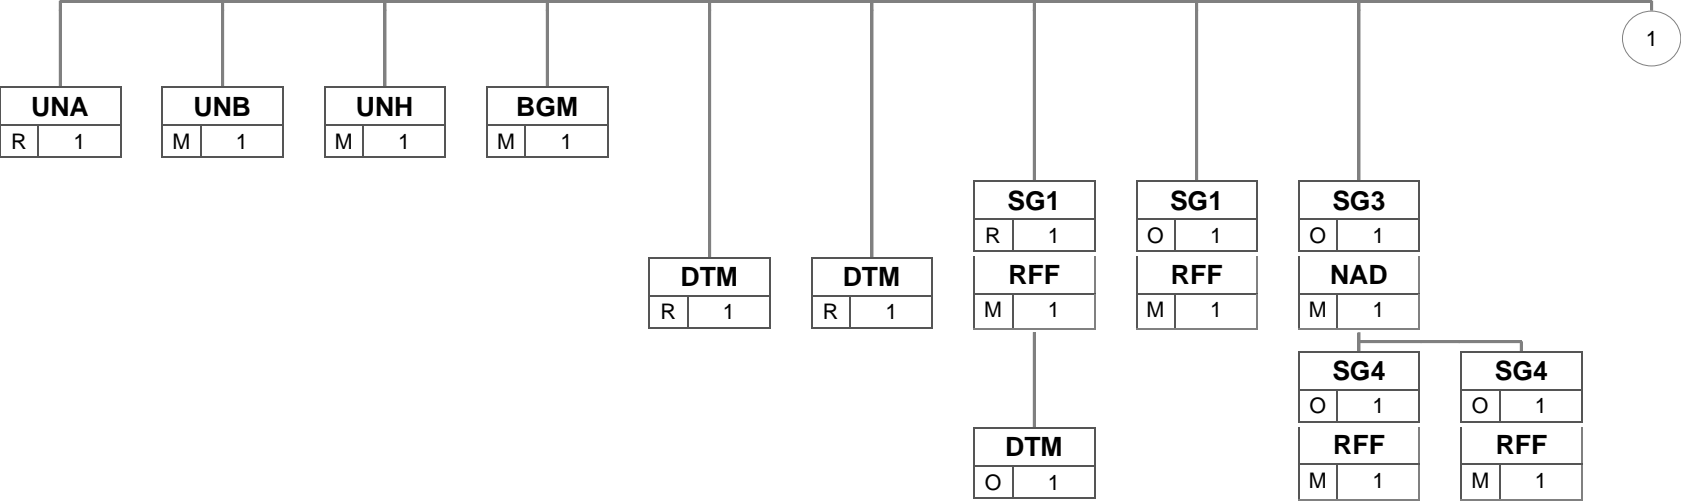 1
UNA UNB UNH BGM
R 1 M 1 M 1 M 1
SG1 SG1 SG3
R 1 O 1 O 1
DTM DTM RFF RFF NAD
R 1 R 1 M 1 M 1 M 1
SG4 SG4
O 1 O 1
DTM RFF RFF
O 1 M 1 M 1